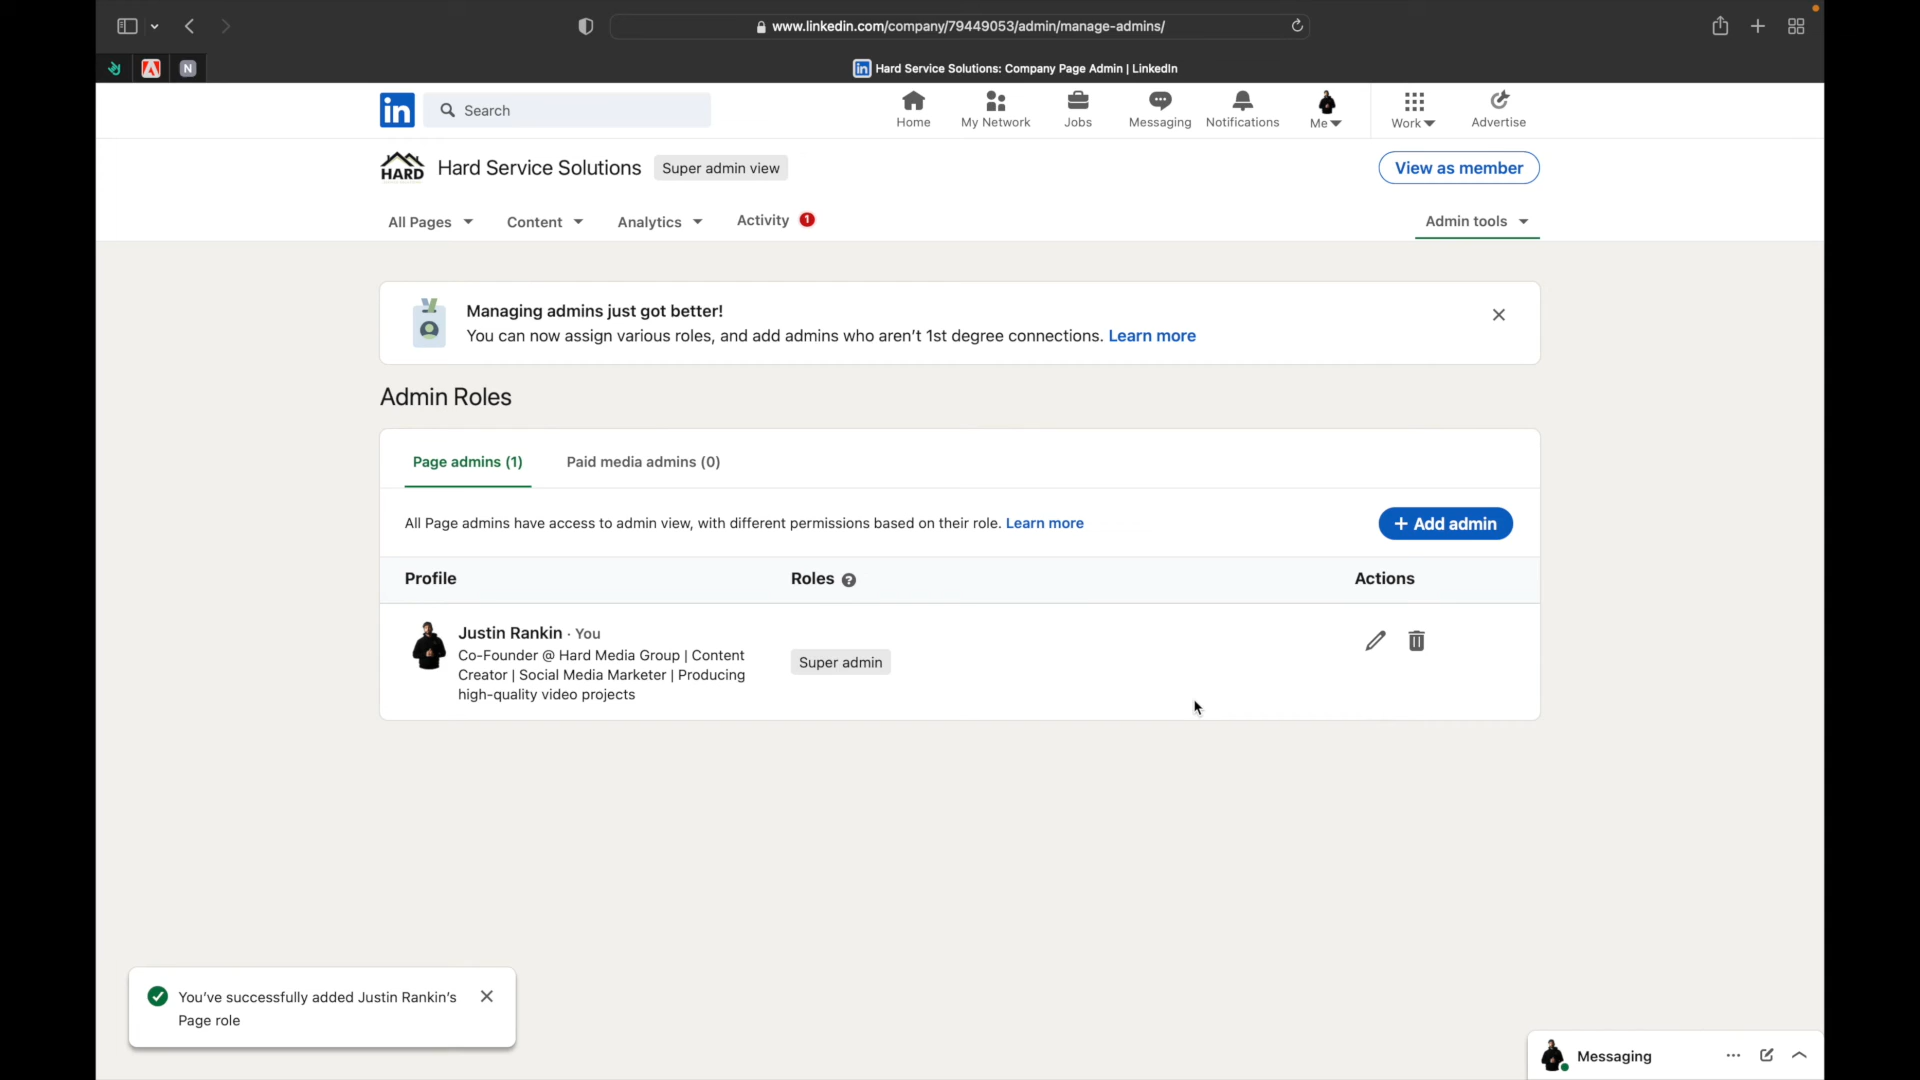 www.linkedin.com/company/79449053/admin/manage-admins/
N
in Hard Service Solutions: Company Page Admin | LinkedIn
in
Search
Home
My Network
Jobs
Messaging
Notifications
Me
Work
Advertise
HARD
Hard Service Solutions
Super admin view
View as member
All Pages
Content
Analytics
Activity
1
Admin tools
Managing admins just got better!
You can now assign various roles, and add admins who aren't 1st degree connections. Learn more
Admin Roles
Page admins (1)
Paid media admins (0)
All Page admins have access to admin view, with different permissions based on their role. Learn more
+ Add admin
Profile
Roles ?
Actions
Justin Rankin · You
Co-Founder @ Hard Media Group | Content
Creator | Social Media Marketer | Producing
high-quality video projects
Super admin
You've successfully added Justin Rankin's
Page role
Messaging